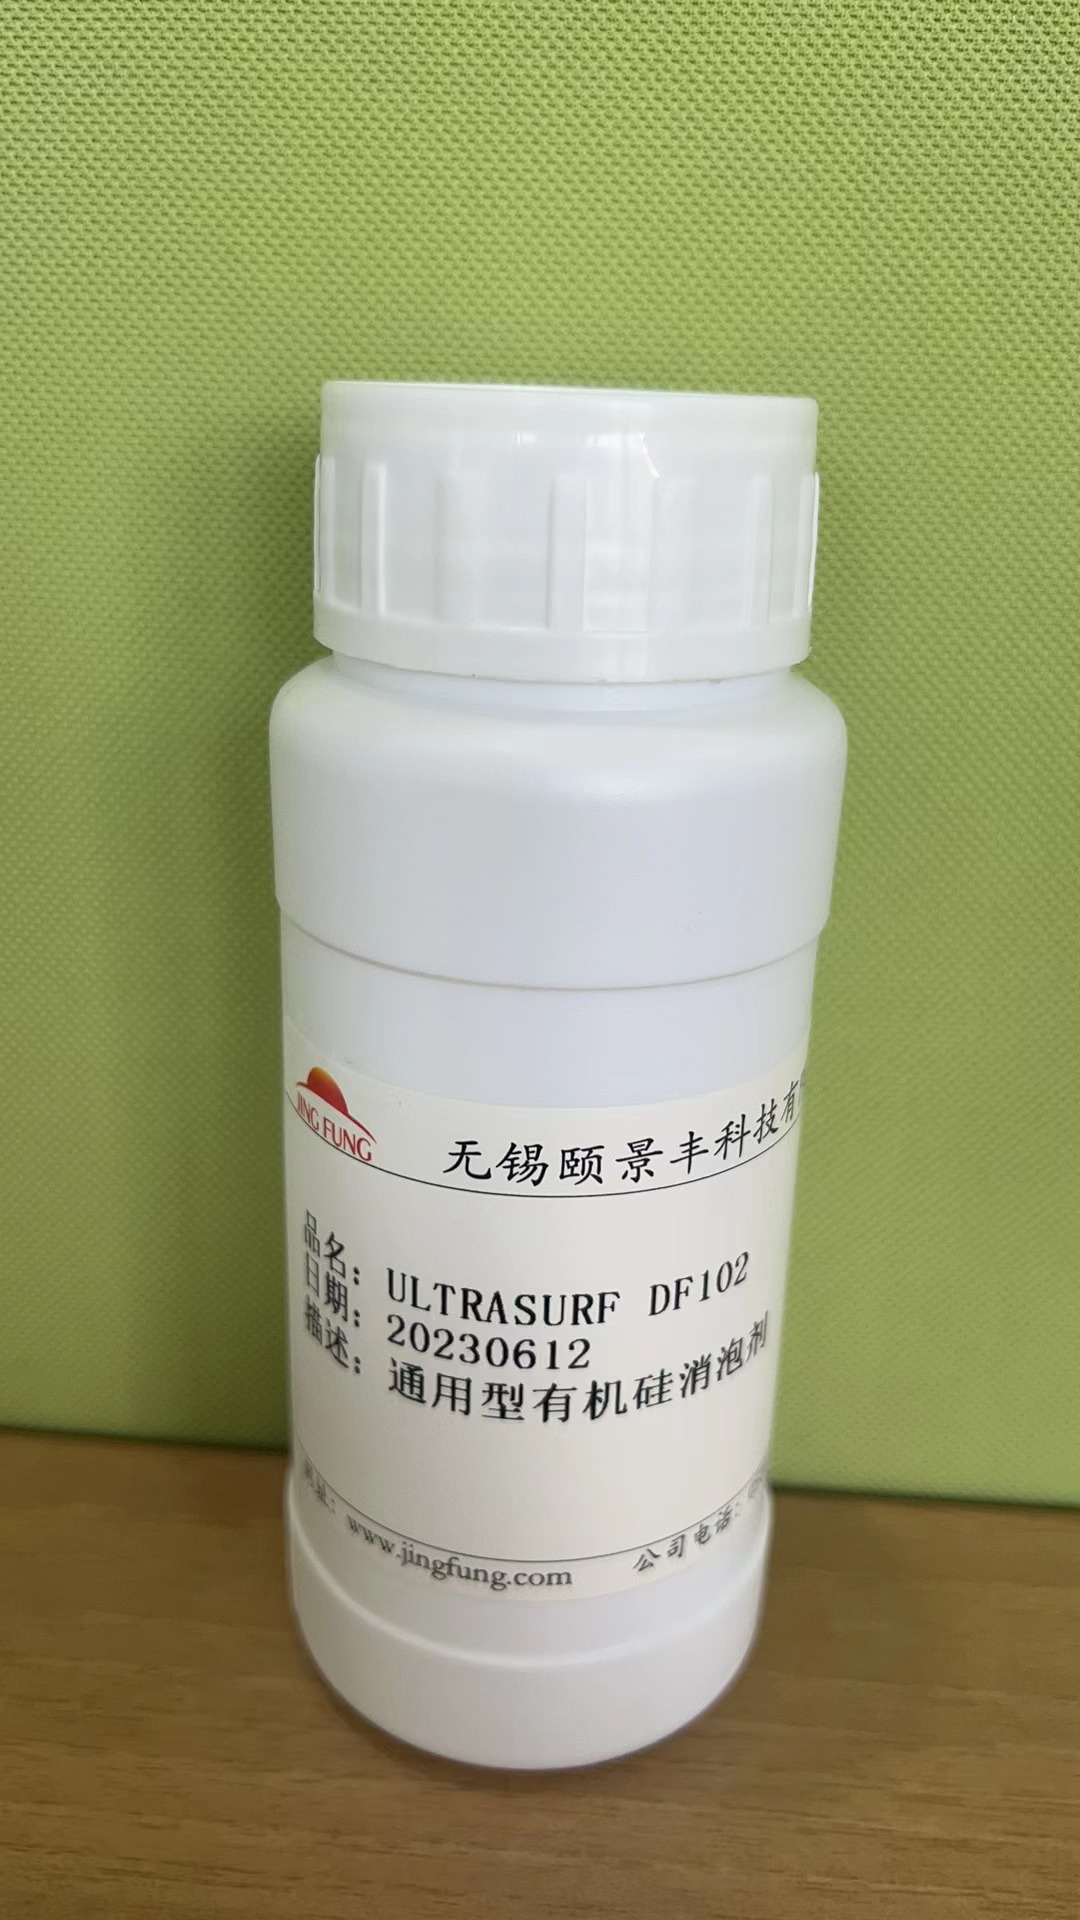 JING FUNG
无锡颐景丰科技有
品名：ULTRASURF DF102
日期：20230612
描述：通用型有机硅消泡剂
www.jingfung.com 公司电话：